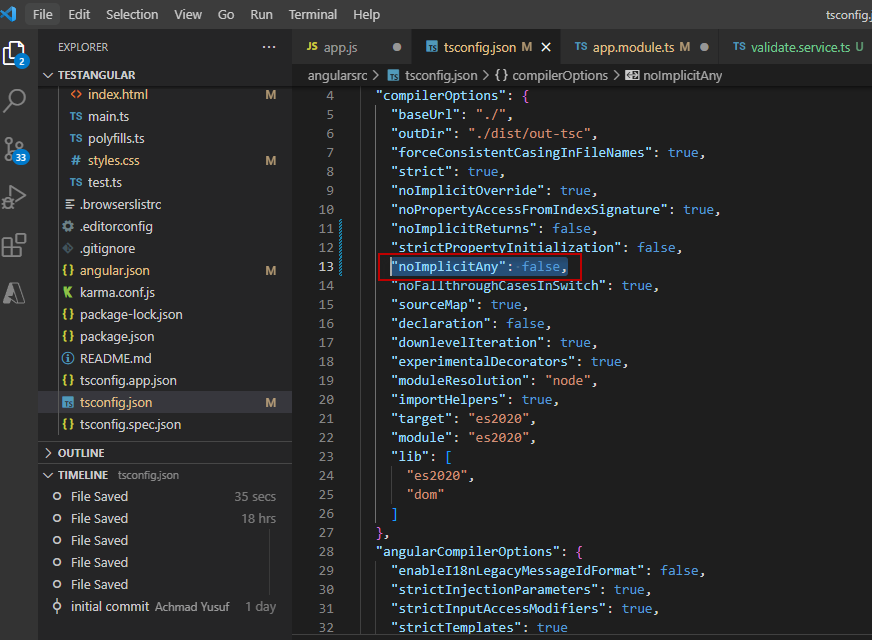 File Edit Selection View Go Run Terminal Help tsconfig.j
EXPLORER ···
JS app.js
TS tsconfig.json M
TS app.module.ts M
TS validate.service.ts U
TESTANGULAR
angularsrc > tsconfig.json > {} compilerOptions > noImplicitAny
2
33
<> index.html M
TS main.ts
TS polyfills.ts
# styles.css M
TS test.ts
.browserslistrc
.editorconfig
.gitignore
{} angular.json M
K karma.conf.js
{} package-lock.json
{} package.json
README.md
{} tsconfig.app.json
TS tsconfig.json M
{} tsconfig.spec.json
OUTLINE
TIMELINE tsconfig.json
File Saved 35 secs
File Saved 18 hrs
File Saved
File Saved
File Saved
initial commit Achmad Yusuf 1 day
4 "compilerOptions": {
5 "baseUrl": "./",
6 "outDir": "./dist/out-tsc",
7 "forceConsistentCasingInFileNames": true,
8 "strict": true,
9 "noImplicitOverride": true,
10 "noPropertyAccessFromIndexSignature": true,
11 "noImplicitReturns": false,
12 "strictPropertyInitialization": false,
13 "noImplicitAny": false,
14 "noFallthroughCasesInSwitch": true,
15 "sourceMap": true,
16 "declaration": false,
17 "downlevelIteration": true,
18 "experimentalDecorators": true,
19 "moduleResolution": "node",
20 "importHelpers": true,
21 "target": "es2020",
22 "module": "es2020",
23 "lib": [
24 "es2020",
25 "dom"
26 ]
27 },
28 "angularCompilerOptions": {
29 "enableI18nLegacyMessageIdFormat": false,
30 "strictInjectionParameters": true,
31 "strictInputAccessModifiers": true,
32 "strictTemplates": true